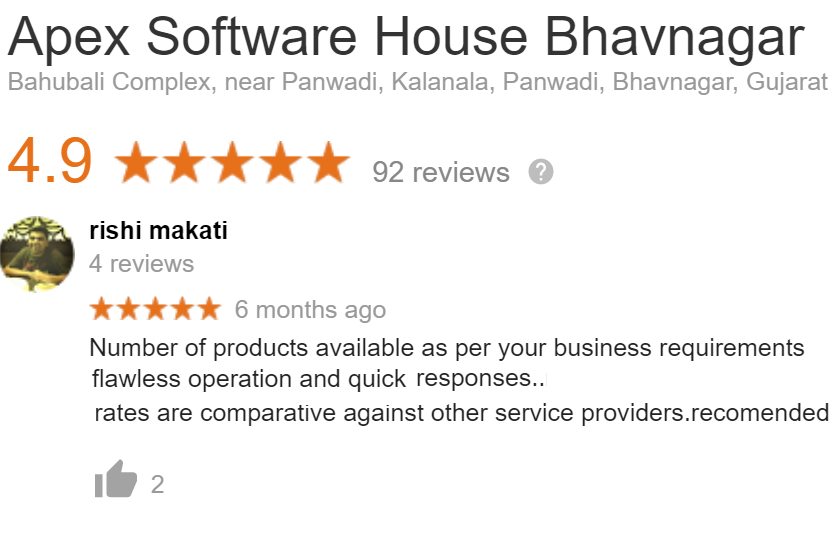 Apex Software House Bhavnagar
Bahubali Complex, near Panwadi, Kalanala, Panwadi, Bhavnagar, Gujarat
4.9 92 reviews ?
rishi makati
4 reviews
6 months ago
Number of products available as per your business requirements
flawless operation and quick responses..
rates are comparative against other service providers.recomended
2